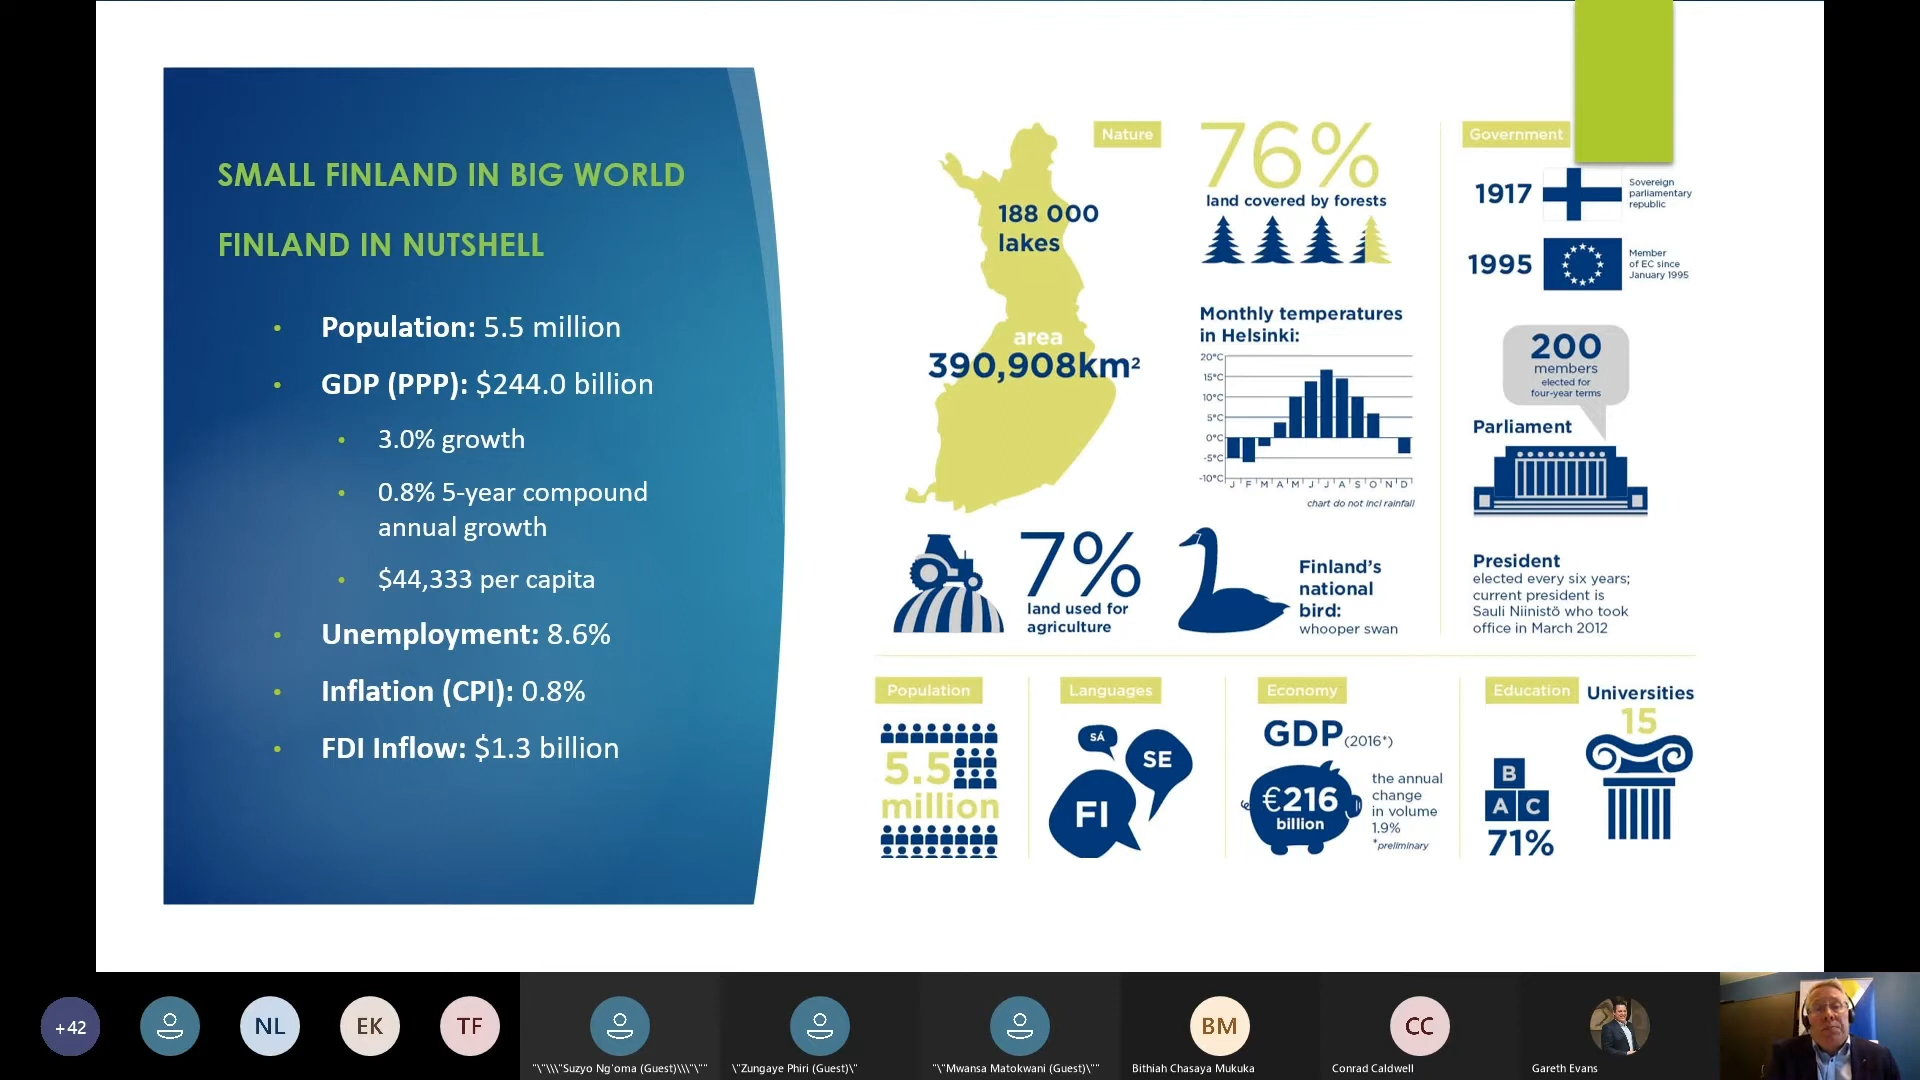 SMALL FINLAND IN BIG WORLD
FINLAND IN NUTSHELL
• Population: 5.5 million
• GDP (PPP): $244.0 billion
• 3.0% growth
• 0.8% 5-year compound
annual growth
• $44,333 per capita
• Unemployment: 8.6%
• Inflation (CPI): 0.8%
• FDI Inflow: $1.3 billion
Nature
188 000
lakes
area
390,908km²
76%
land covered by forests
Monthly temperatures
in Helsinki:
20°C
15°C
10°C
5°C
0°C
-5°C
-10°C
J F M A M J J A S O N D
chart do not incl rainfall
7%
land used for
agriculture
Finland's
national
bird:
whooper swan
Government
1917
Sovereign
parliamentary
republic
1995
Member
of EC since
January 1995
200
members
elected for
four-year terms
Parliament
President
elected every six years;
current president is
Sauli Niinistö who took
office in March 2012
Population
5.5
million
Languages
SÁ
SE
FI
Economy
GDP (2016*)
€216
billion
the annual
change
in volume
1.9%
*preliminary
Education
B
A C
71%
Universities
15
+42
NL
EK
TF
"\"\\\"Suzyo Ng'oma (Guest)\\\"\""
\"Zungaye Phiri (Guest)\"
"\"Mwansa Matokwani (Guest)\""
BM
Bithiah Chasaya Mukuka
CC
Conrad Caldwell
Gareth Evans